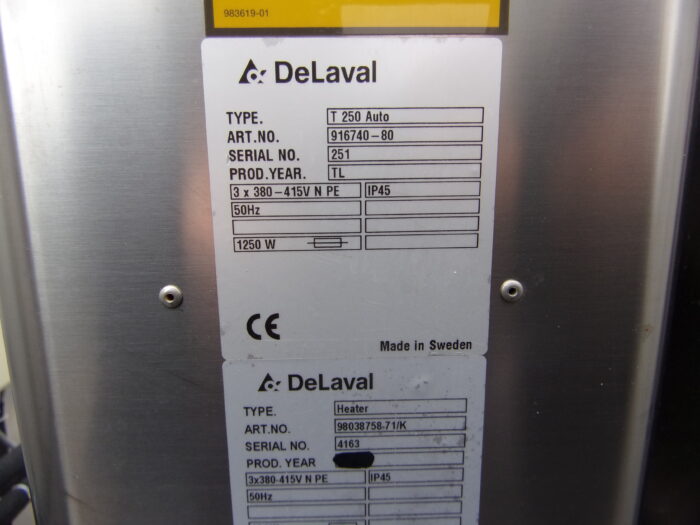 983619-01
DeLaval
TYPE. T 250 Auto
ART.NO. 916740-80
SERIAL NO. 251
PROD.YEAR. TL
3 x 380-415V N PE IP45
50Hz
1250 W
CE
Made in Sweden
DeLaval
TYPE. Heater
ART.NO. 98038758-71/K
SERIAL NO. 4163
PROD. YEAR
3x380-415V N PE IP45
50Hz